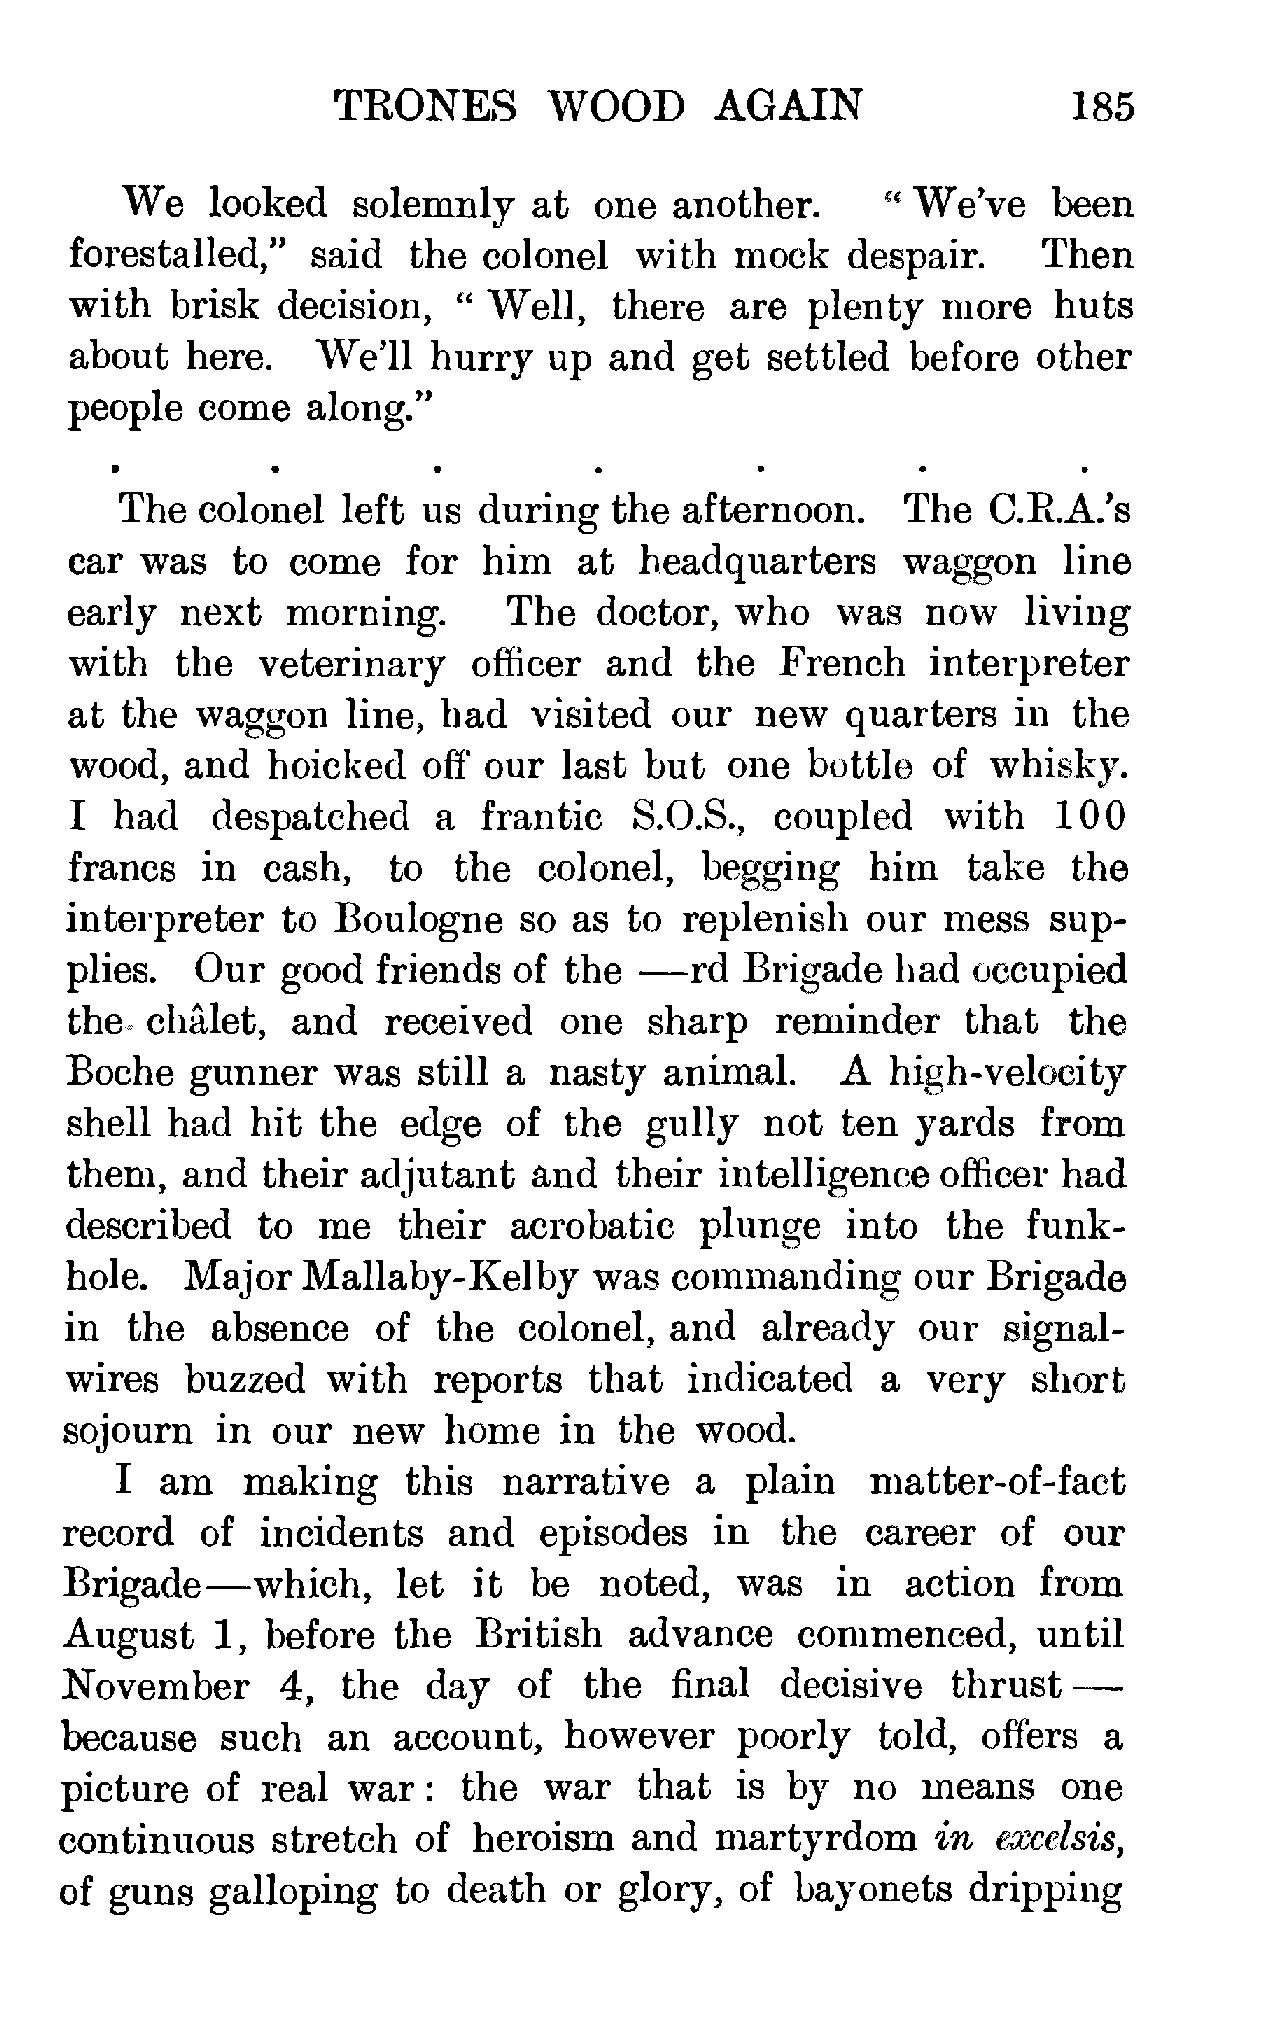 TRONES WOOD AGAIN 185
We looked solemnly at one another. “ We’ve been
forestalled,” said the colonel with mock despair. Then
with brisk decision, “ Well, there are plenty more huts
about here. We’ll hurry up and get settled before other
people come along.”
. . . . . . .
The colonel left us during the afternoon. The C.R.A.’s
car was to come for him at headquarters waggon line
early next morning. The doctor, who was now living
with the veterinary officer and the French interpreter
at the waggon line, had visited our new quarters in the
wood, and hoicked off our last but one bottle of whisky.
I had despatched a frantic S.O.S., coupled with 100
francs in cash, to the colonel, begging him take the
interpreter to Boulogne so as to replenish our mess sup-
plies. Our good friends of the —rd Brigade had occupied
the châlet, and received one sharp reminder that the
Boche gunner was still a nasty animal. A high-velocity
shell had hit the edge of the gully not ten yards from
them, and their adjutant and their intelligence officer had
described to me their acrobatic plunge into the funk-
hole. Major Mallaby-Kelby was commanding our Brigade
in the absence of the colonel, and already our signal-
wires buzzed with reports that indicated a very short
sojourn in our new home in the wood.
I am making this narrative a plain matter-of-fact
record of incidents and episodes in the career of our
Brigade—which, let it be noted, was in action from
August 1, before the British advance commenced, until
November 4, the day of the final decisive thrust—
because such an account, however poorly told, offers a
picture of real war : the war that is by no means one
continuous stretch of heroism and martyrdom in excelsis,
of guns galloping to death or glory, of bayonets dripping